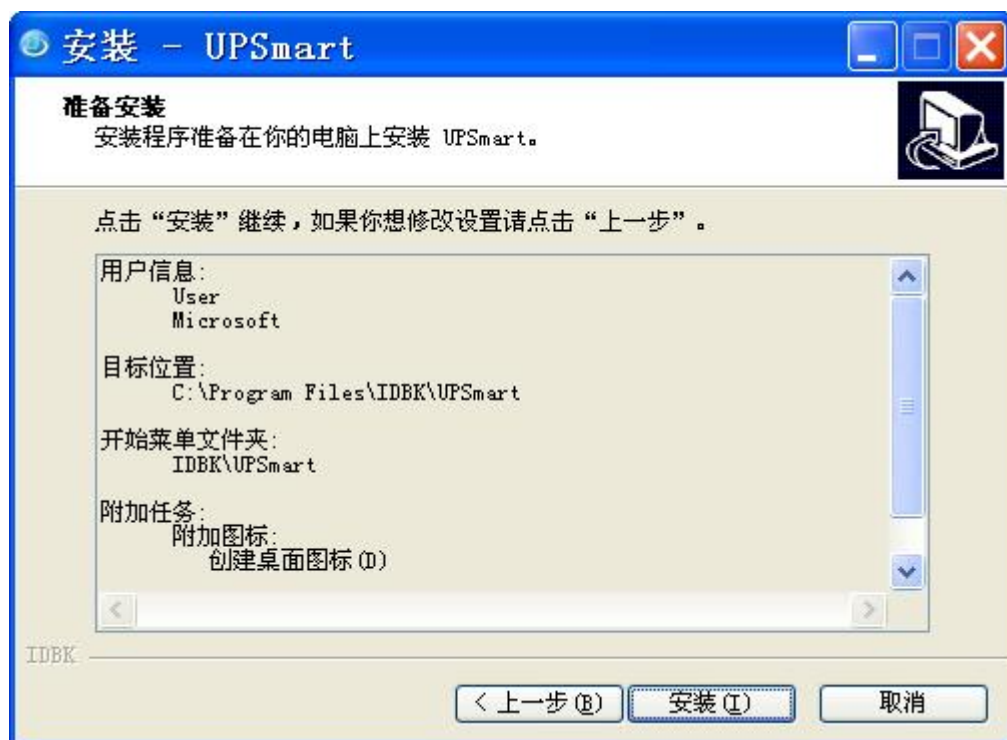 安装 - UPSmart
准备安装
安装程序准备在你的电脑上安装 UPSmart。
点击“安装”继续，如果你想修改设置请点击“上一步”。
用户信息:
User
Microsoft
目标位置:
C:\Program Files\IDBK\UPSmart
开始菜单文件夹:
IDBK\UPSmart
附加任务:
附加图标:
创建桌面图标(D)
IDBK
< 上一步(B) 安装(I) 取消